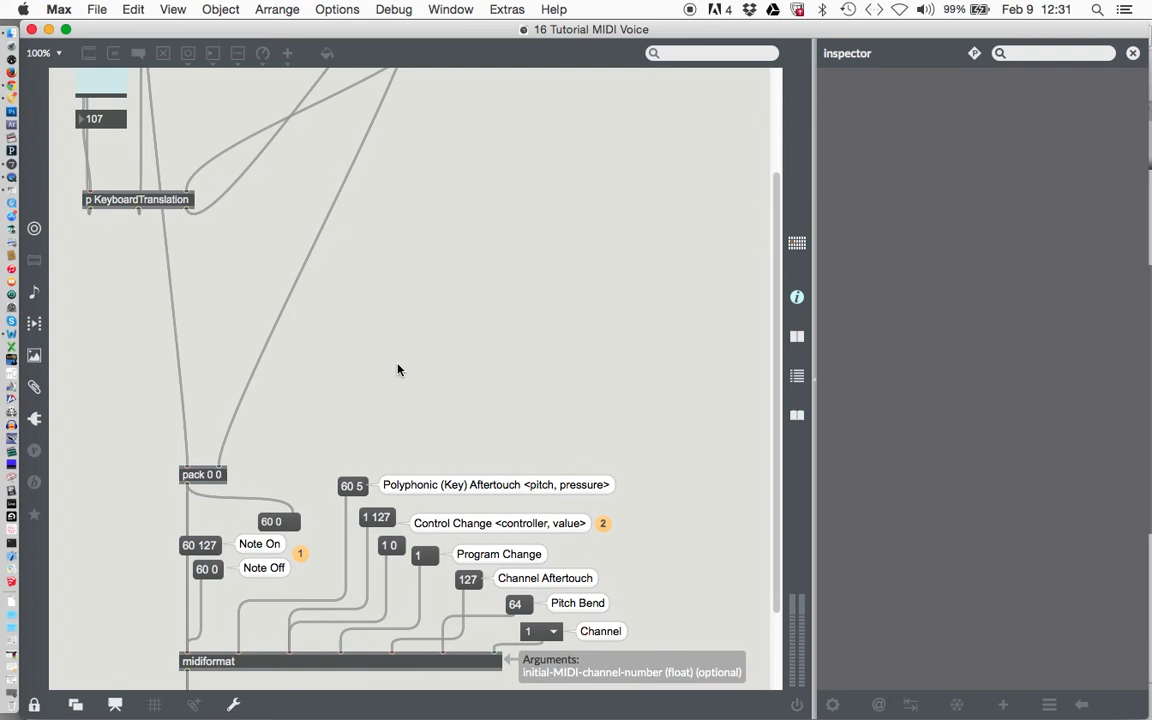 Max File Edit View Object Arrange Options Debug Window Extras Help 4 99% Feb 9 12:31
16 Tutorial MIDI Voice
100%
inspector
107
p KeyboardTranslation
pack 0 0
60 5 Polyphonic (Key) Aftertouch <pitch, pressure>
60 0
1 127 Control Change <controller, value> 2
60 127 Note On 1
1 0
1 Program Change
60 0 Note Off
127 Channel Aftertouch
64 Pitch Bend
1 Channel
midiformat
Arguments:
initial-MIDI-channel-number (float) (optional)